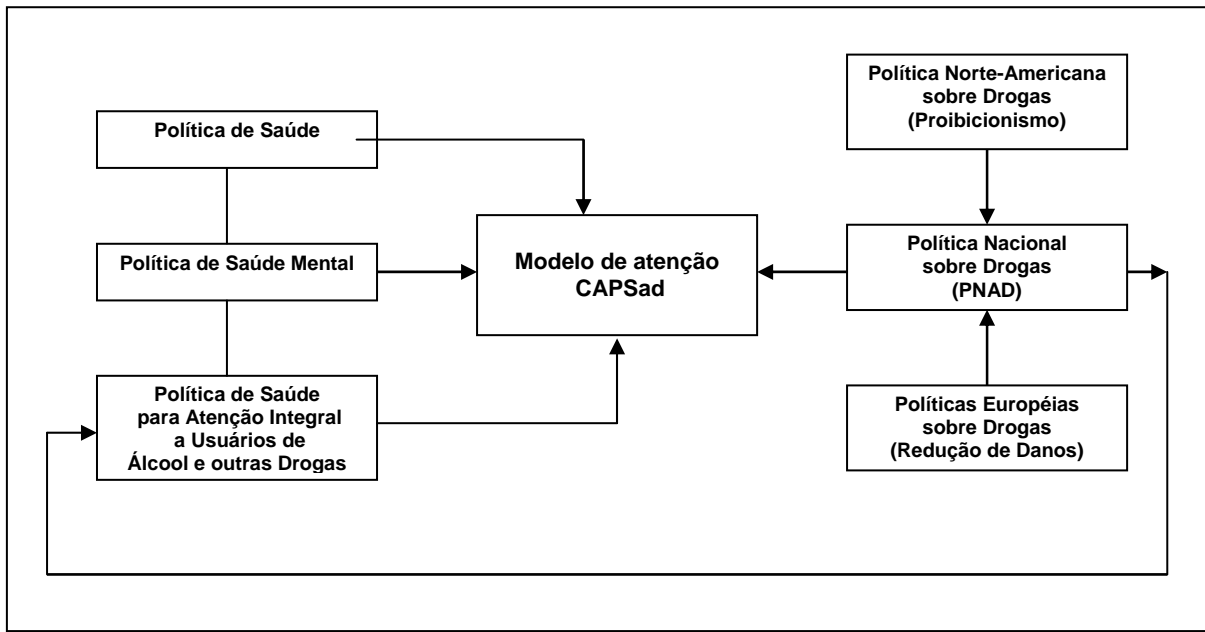 Política de Saúde
Política de Saúde Mental
Política de Saúde
para Atenção Integral
a Usuários de
Álcool e outras Drogas
Modelo de atenção
CAPSad
Política Norte-Americana
sobre Drogas
(Proibicionismo)
Política Nacional
sobre Drogas
(PNAD)
Políticas Européias
sobre Drogas
(Redução de Danos)